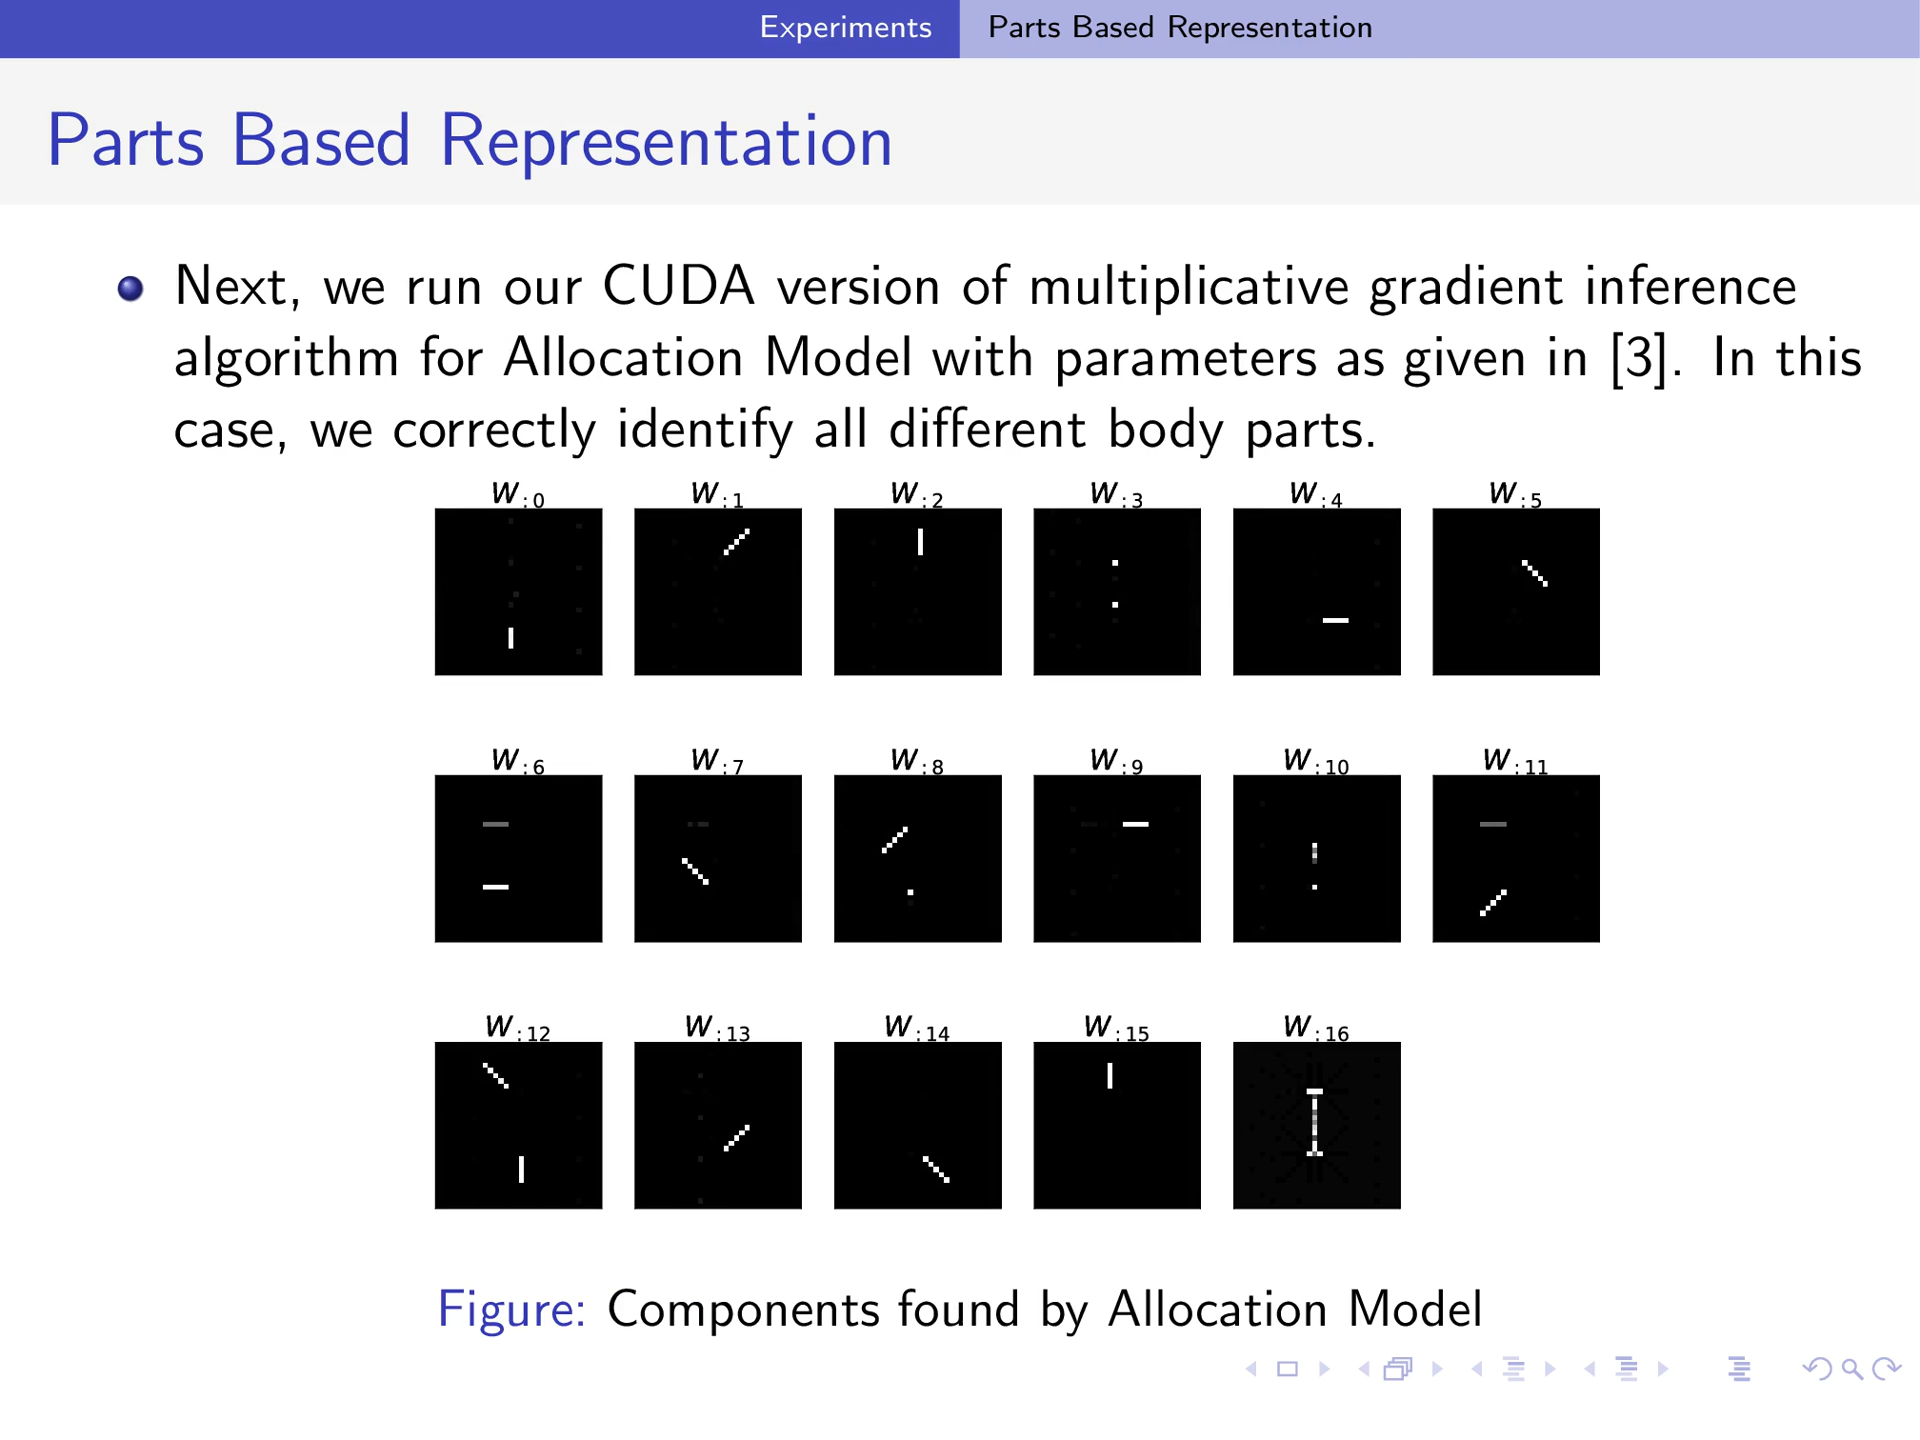 Experiments Parts Based Representation
Parts Based Representation
Next, we run our CUDA version of multiplicative gradient inference
algorithm for Allocation Model with parameters as given in [3]. In this
case, we correctly identify all different body parts.
W:0 W:1 W:2 W:3 W:4 W:5
W:6 W:7 W:8 W:9 W:10 W:11
W:12 W:13 W:14 W:15 W:16
Figure: Components found by Allocation Model